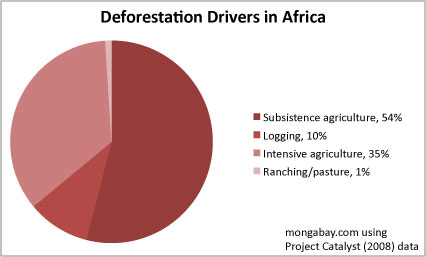 Deforestation Drivers in Africa
Subsistence agriculture, 54%
Logging, 10%
Intensive agriculture, 35%
Ranching/pasture, 1%
mongabay.com using
Project Catalyst (2008) data